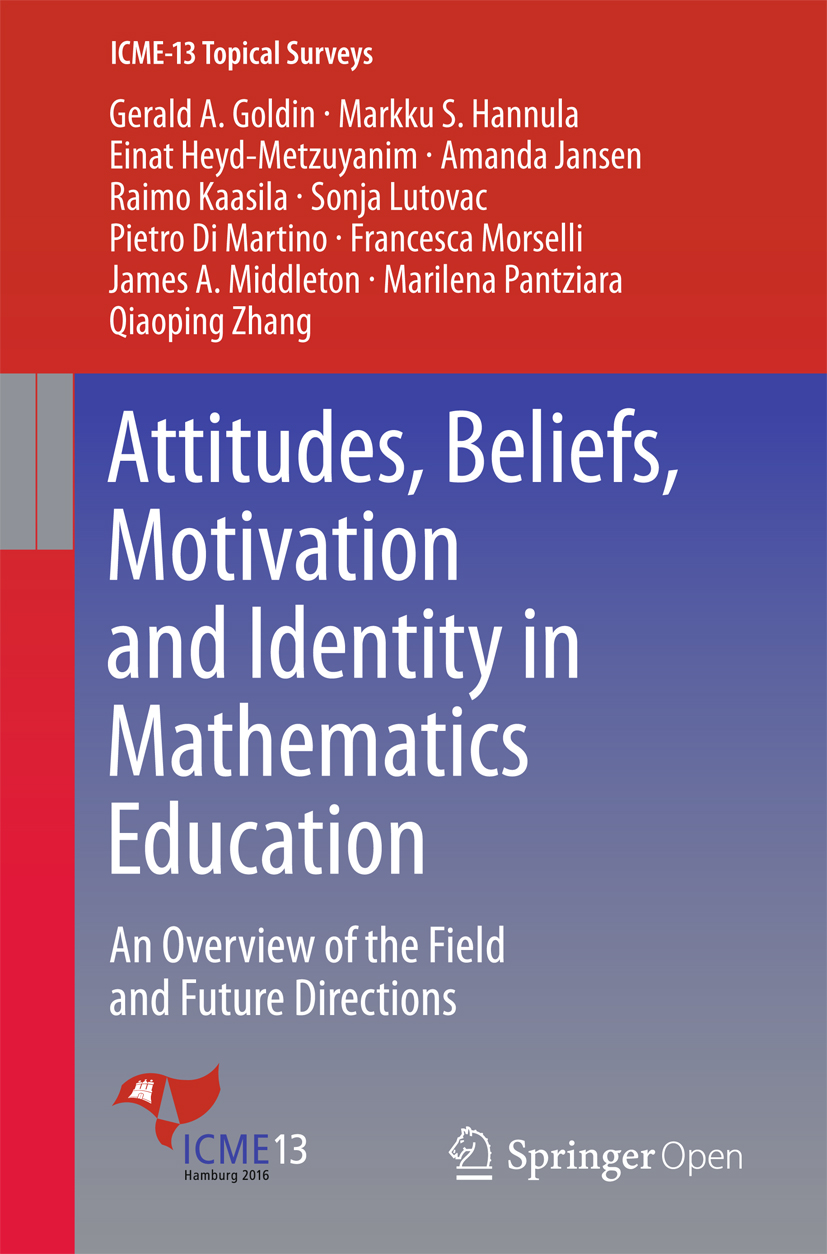 ICME-13 Topical Surveys
Gerald A. Goldin · Markku S. Hannula
Einat Heyd-Metzuyanim · Amanda Jansen
Raimo Kaasila · Sonja Lutovac
Pietro Di Martino · Francesca Morselli
James A. Middleton · Marilena Pantziara
Qiaoping Zhang
Attitudes, Beliefs,
Motivation
and Identity in
Mathematics
Education
An Overview of the Field
and Future Directions
ICME13
Hamburg 2016
Springer Open